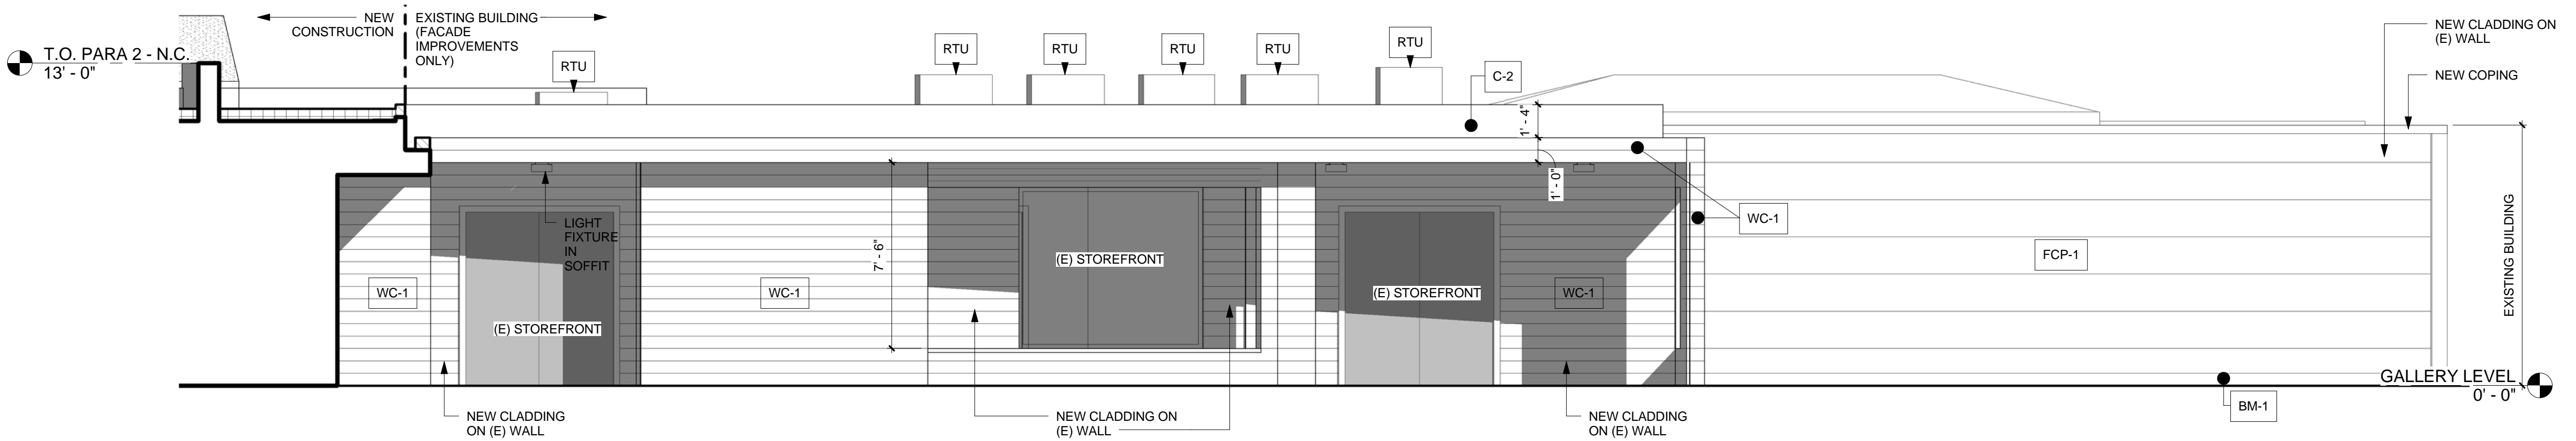 T.O. PARA 2 - N.C.
13' - 0"
NEW
CONSTRUCTION
EXISTING BUILDING
(FACADE
IMPROVEMENTS
ONLY)
RTU
RTU
RTU
RTU
RTU
RTU
C-2
NEW CLADDING ON
(E) WALL
NEW COPING
1' - 4"
1' - 0"
7' - 6"
LIGHT
FIXTURE
IN
SOFFIT
WC-1
(E) STOREFRONT
WC-1
(E) STOREFRONT
(E) STOREFRONT
WC-1
WC-1
FCP-1
EXISTING BUILDING
GALLERY LEVEL
0' - 0"
BM-1
NEW CLADDING
ON (E) WALL
NEW CLADDING ON
(E) WALL
NEW CLADDING
ON (E) WALL